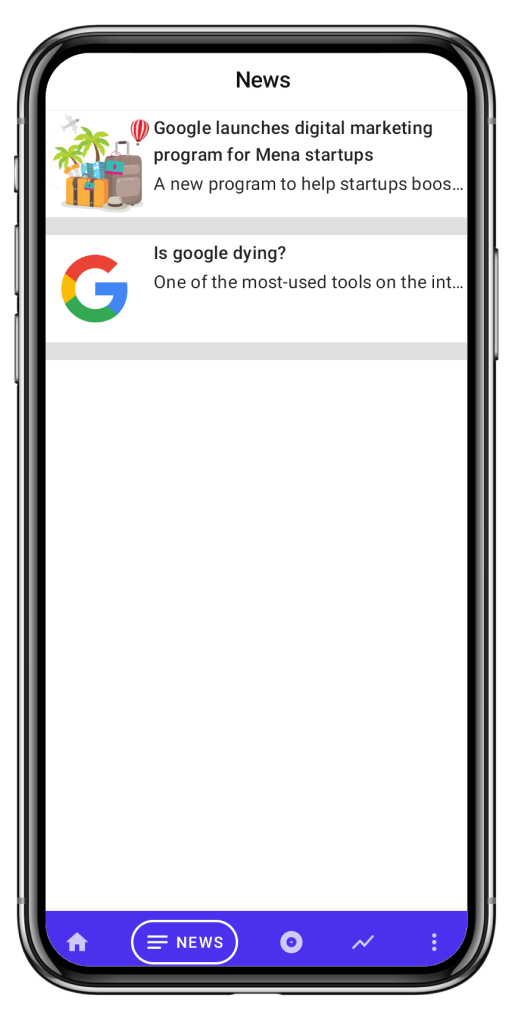 News
Google launches digital marketing
program for Mena startups
A new program to help startups boos...
Is google dying?
One of the most-used tools on the int...
NEWS